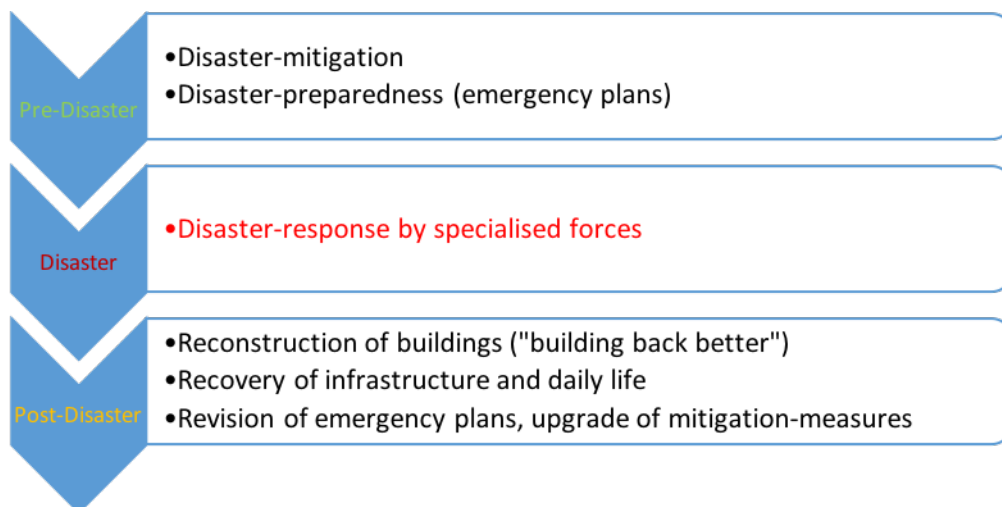 Pre-Disaster
•Disaster-mitigation
•Disaster-preparedness (emergency plans)
Disaster
•Disaster-response by specialised forces
Post-Disaster
•Reconstruction of buildings ("building back better")
•Recovery of infrastructure and daily life
•Revision of emergency plans, upgrade of mitigation-measures